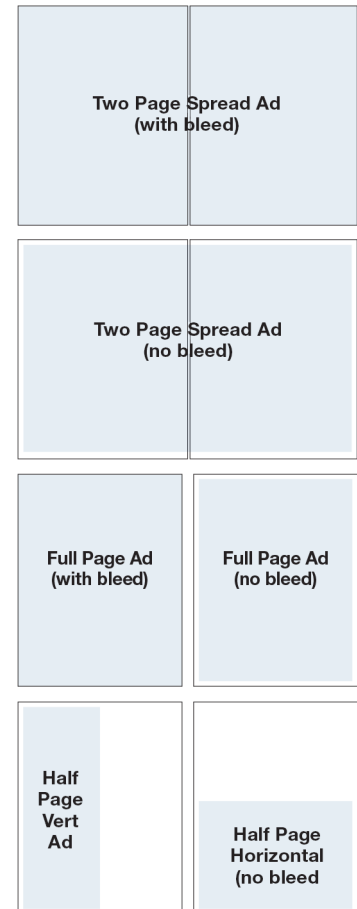 Two Page Spread Ad
(with bleed)
Two Page Spread Ad
(no bleed)
Full Page Ad
(with bleed)
Full Page Ad
(no bleed)
Half
Page
Vert
Ad
Half Page
Horizontal
(no bleed